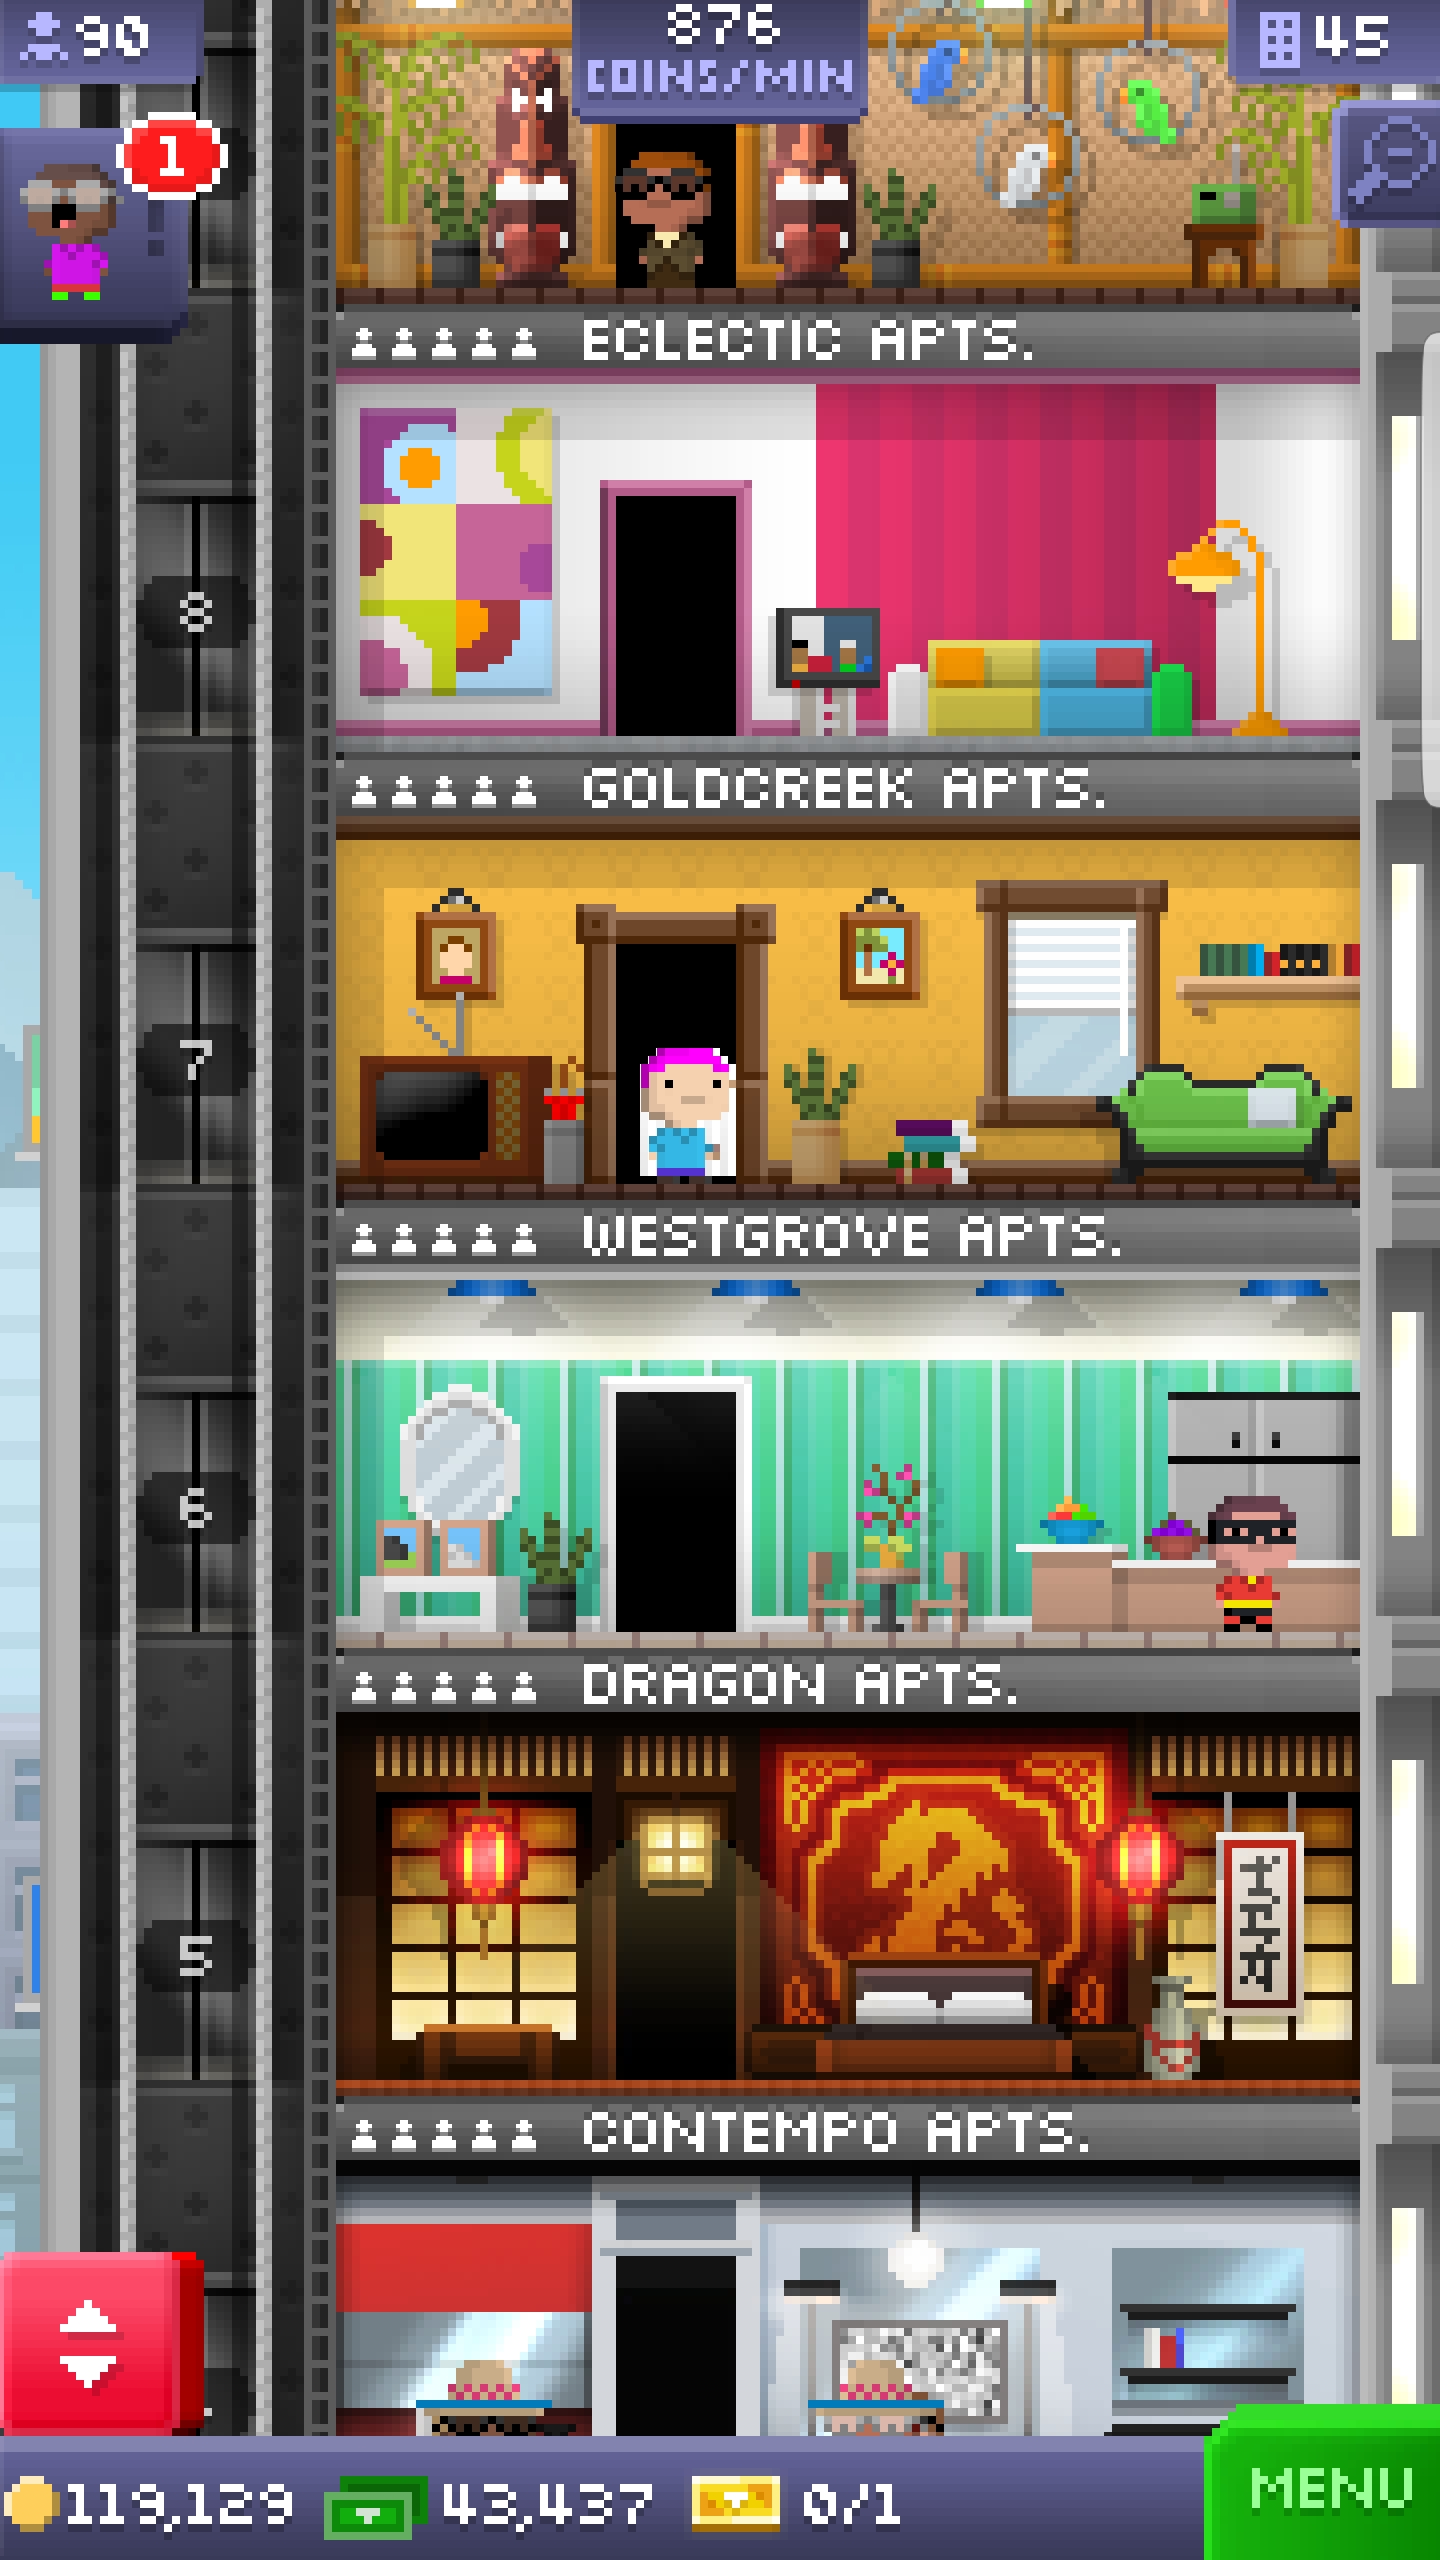 90
876
COINS/MIN
45
1
ECLECTIC APTS.
8
GOLDCREEK APTS.
7
WESTGROVE APTS.
6
DRAGON APTS.
5
CONTEMPO APTS.
119,129
43,437
0/1
MENU